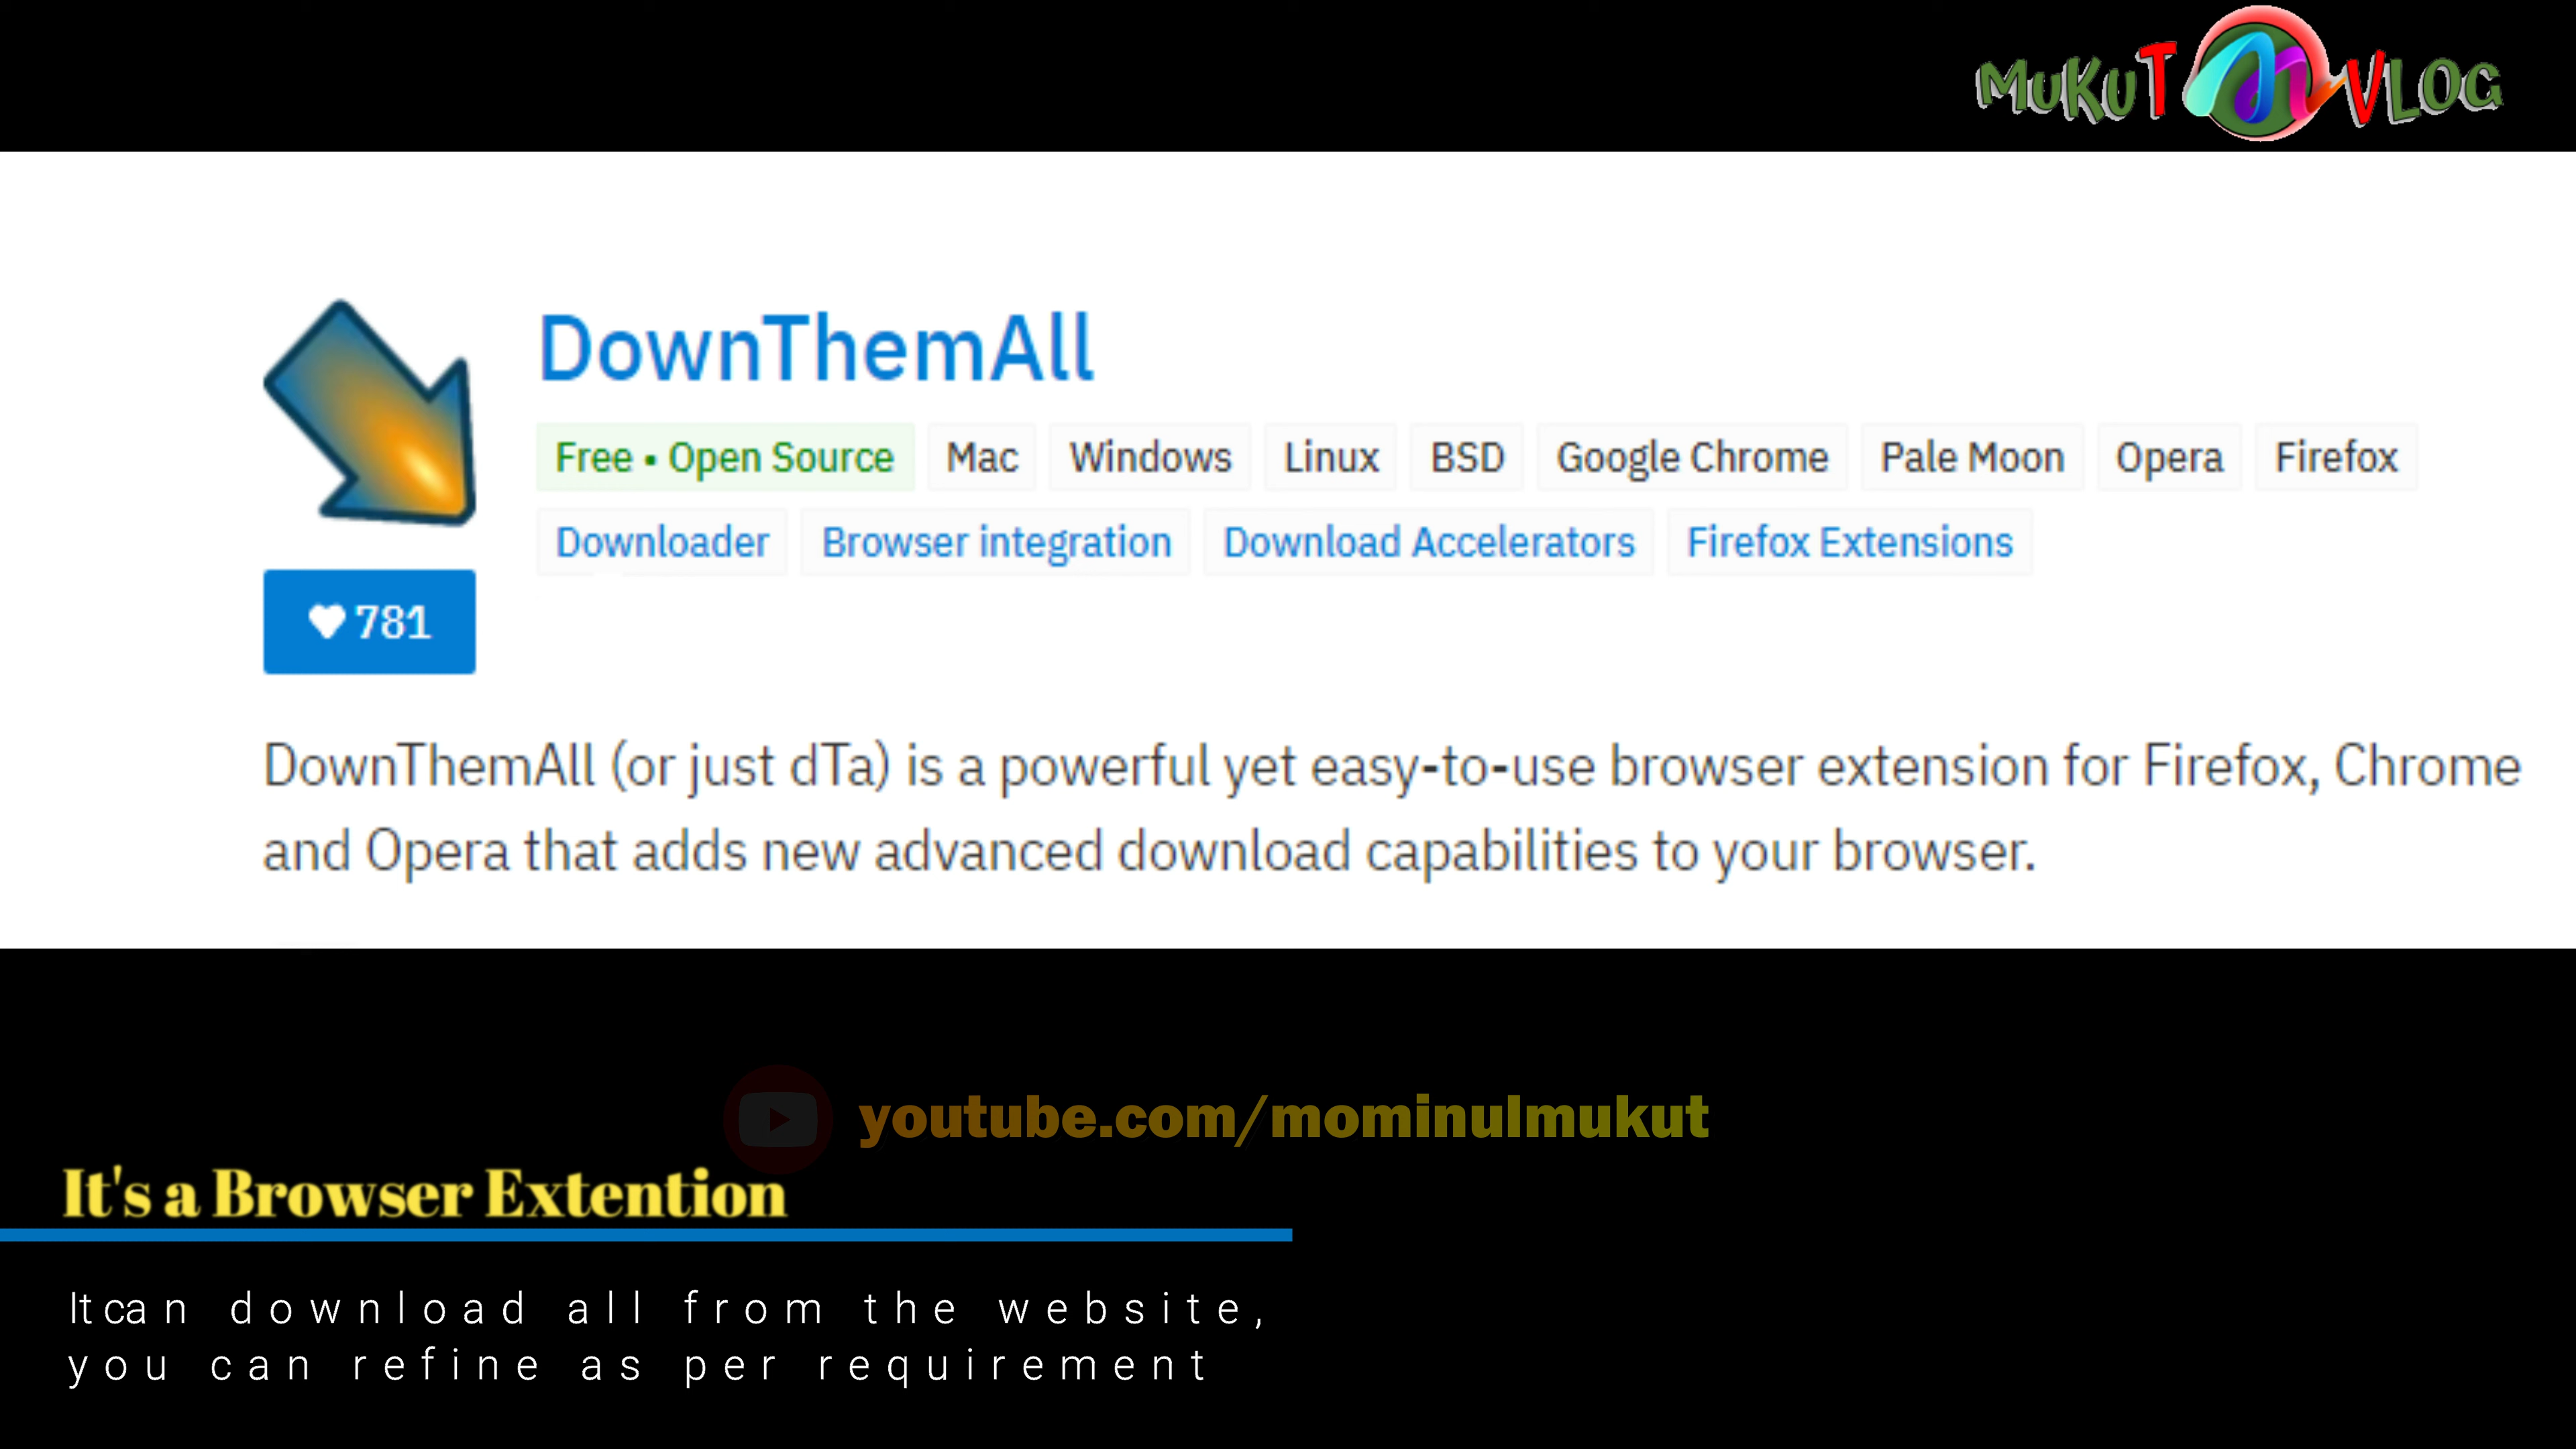 MUKUT VLOG
DownThemAll
Free • Open Source Mac Windows Linux BSD Google Chrome Pale Moon Opera Firefox
Downloader Browser integration Download Accelerators Firefox Extensions
781
DownThemAll (or just dTa) is a powerful yet easy-to-use browser extension for Firefox, Chrome
and Opera that adds new advanced download capabilities to your browser.
youtube.com/mominulmukut
It's a Browser Extention
It can download all from the website,
you can refine as per requirement